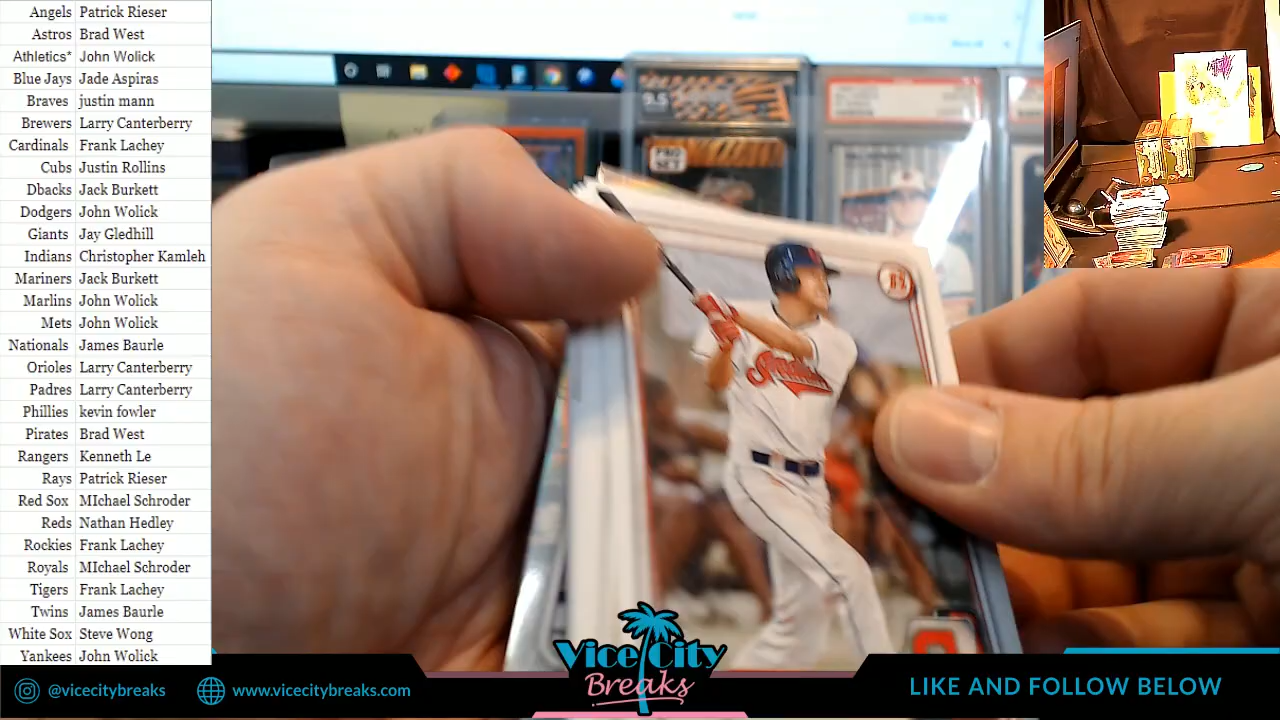 Angels Patrick Rieser
Astros Brad West
Athletics* John Wolick
Blue Jays Jade Aspiras
Braves justin mann
Brewers Larry Canterberry
Cardinals Frank Lachey
Cubs Justin Rollins
Dbacks Jack Burkett
Dodgers John Wolick
Giants Jay Gledhill
Indians Christopher Kamleh
Mariners Jack Burkett
Marlins John Wolick
Mets John Wolick
Nationals James Baurle
Orioles Larry Canterberry
Padres Larry Canterberry
Phillies kevin fowler
Pirates Brad West
Rangers Kenneth Le
Rays Patrick Rieser
Red Sox MIchael Schroder
Reds Nathan Hedley
Rockies Frank Lachey
Royals MIchael Schroder
Tigers Frank Lachey
Twins James Baurle
White Sox Steve Wong
Yankees John Wolick
9.5
Indians
Vice City
Breaks
@vicecitybreaks
www.vicecitybreaks.com
LIKE AND FOLLOW BELOW